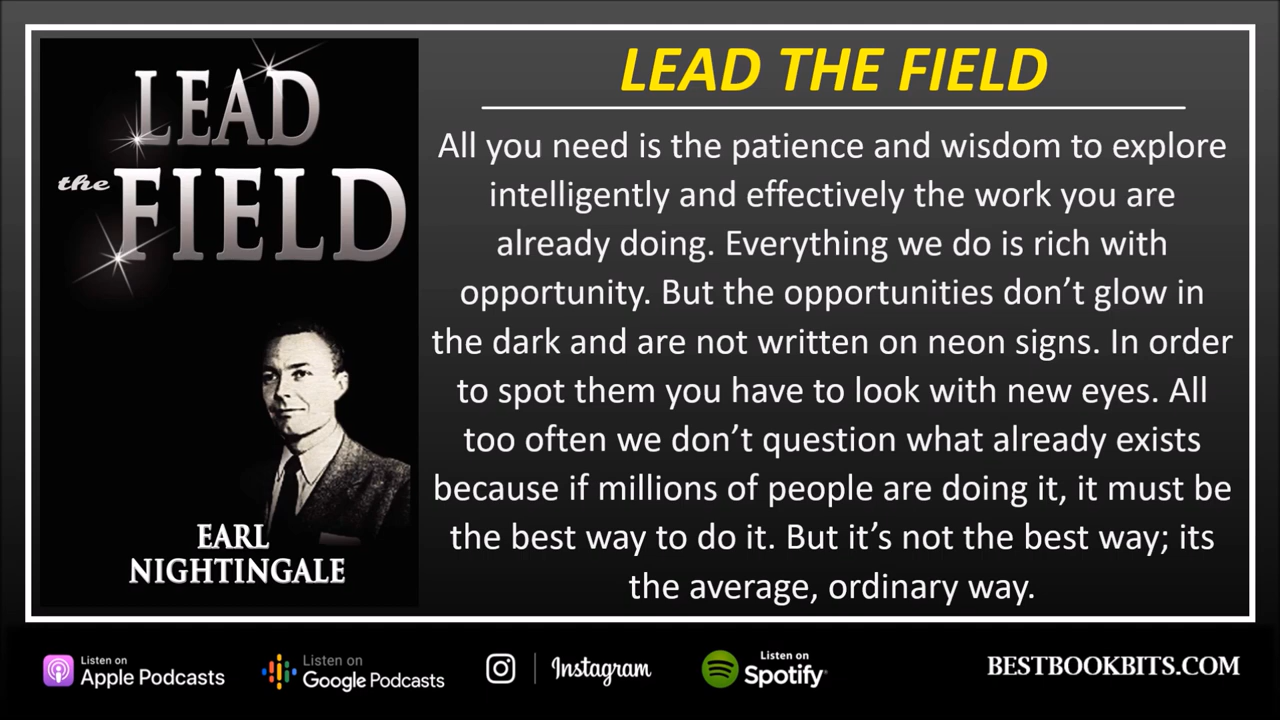 LEAD
the FIELD
EARL
NIGHTINGALE
LEAD THE FIELD
All you need is the patience and wisdom to explore
intelligently and effectively the work you are
already doing. Everything we do is rich with
opportunity. But the opportunities don’t glow in
the dark and are not written on neon signs. In order
to spot them you have to look with new eyes. All
too often we don’t question what already exists
because if millions of people are doing it, it must be
the best way to do it. But it’s not the best way; its
the average, ordinary way.
Listen on
Apple Podcasts
Listen on
Google Podcasts
Instagram
Listen on
Spotify
BESTBOOKBITS.COM